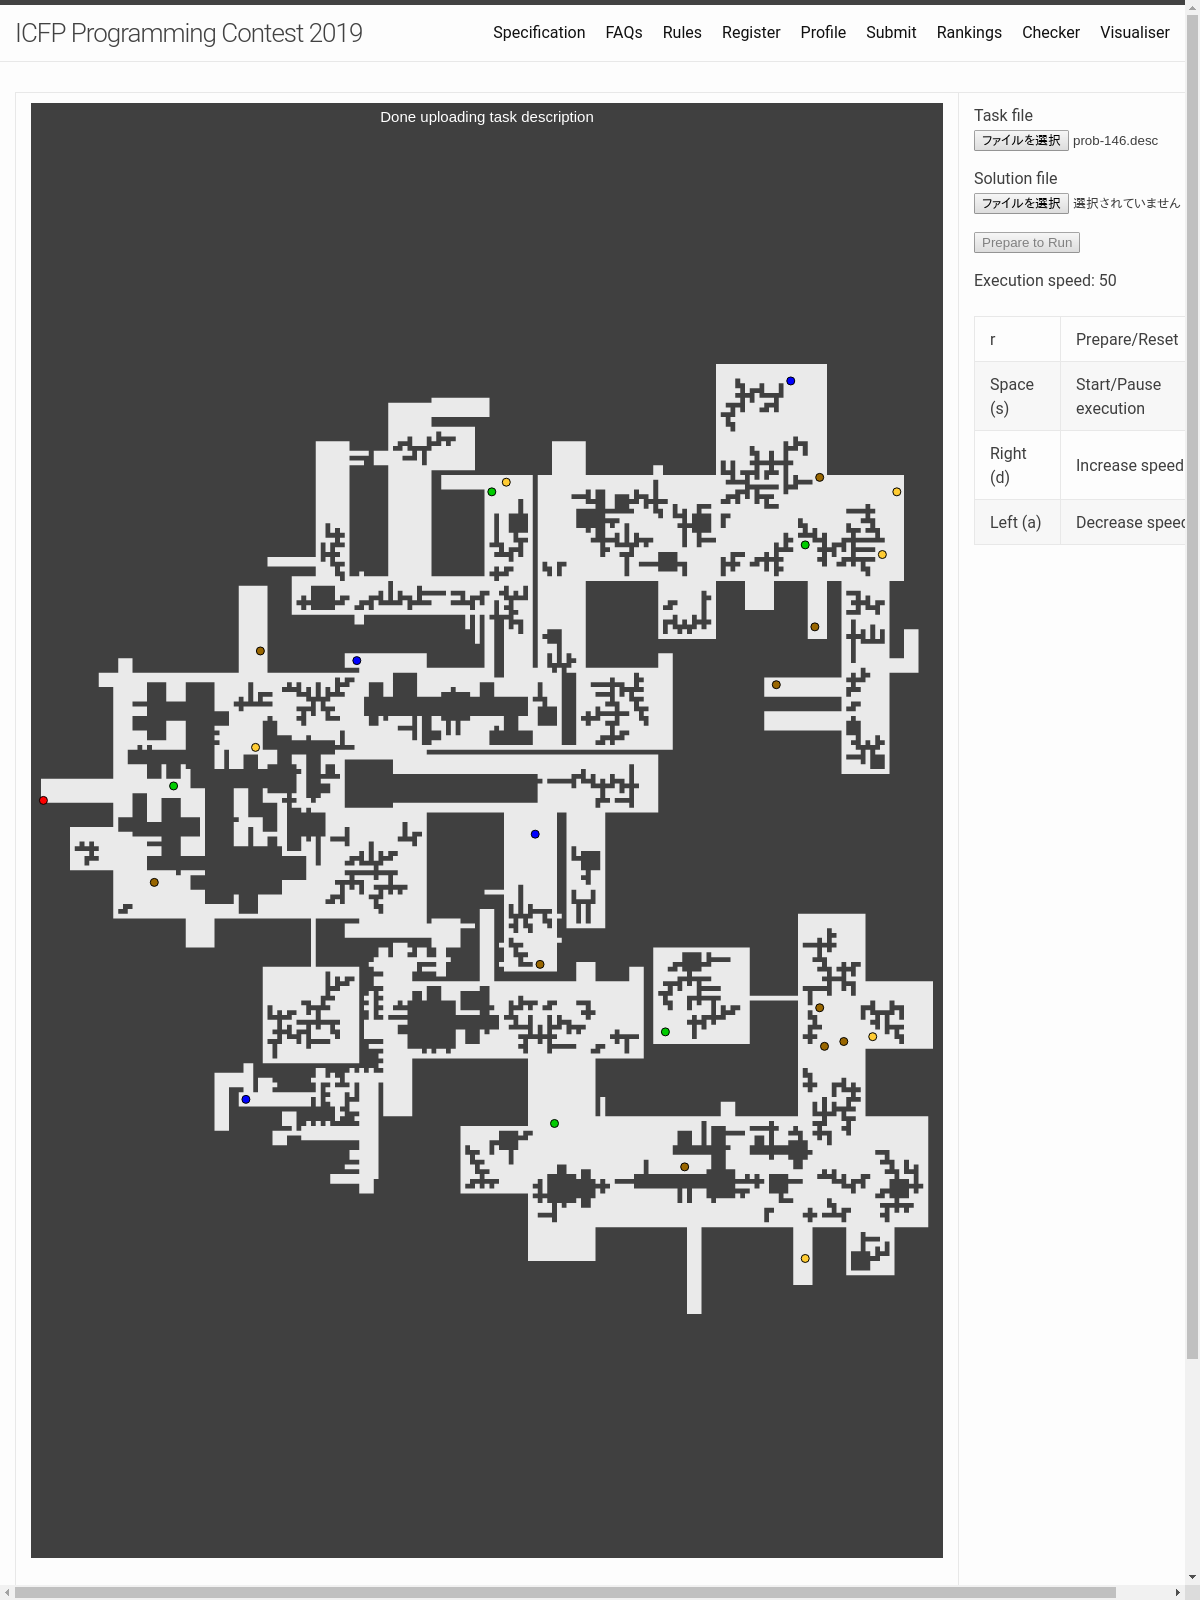 ICFP Programming Contest 2019
Specification FAQs Rules Register Profile Submit Rankings Checker Visualiser
Done uploading task description
Task file
ファイルを選択 prob-146.desc
Solution file
ファイルを選択 選択されていません
Prepare to Run
Execution speed: 50
r Prepare/Reset
Space (s) Start/Pause execution
Right (d) Increase speed
Left (a) Decrease speed